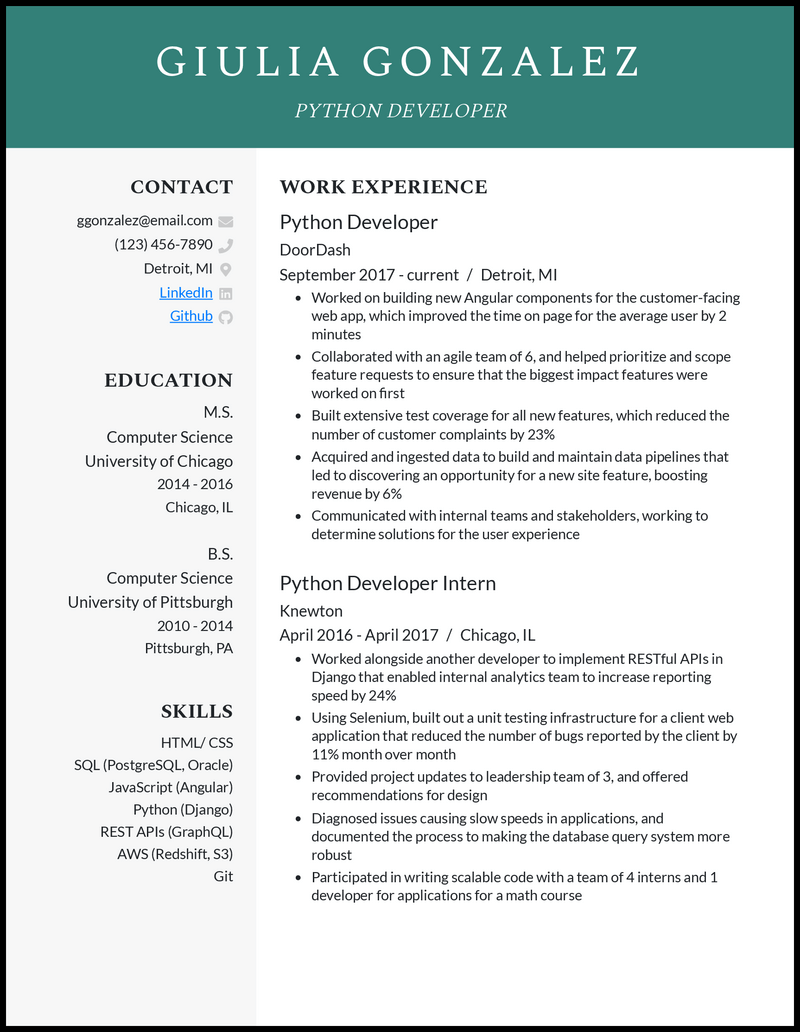 GIULIA GONZALEZ
PYTHON DEVELOPER
CONTACT
ggonzalez@email.com
(123) 456-7890
Detroit, MI
LinkedIn
Github
EDUCATION
M.S.
Computer Science
University of Chicago
2014 - 2016
Chicago, IL
B.S.
Computer Science
University of Pittsburgh
2010 - 2014
Pittsburgh, PA
SKILLS
HTML/ CSS
SQL (PostgreSQL, Oracle)
JavaScript (Angular)
Python (Django)
REST APIs (GraphQL)
AWS (Redshift, S3)
Git
WORK EXPERIENCE
Python Developer
DoorDash
September 2017 - current / Detroit, MI
• Worked on building new Angular components for the customer-facing
web app, which improved the time on page for the average user by 2
minutes
• Collaborated with an agile team of 6, and helped prioritize and scope
feature requests to ensure that the biggest impact features were
worked on first
• Built extensive test coverage for all new features, which reduced the
number of customer complaints by 23%
• Acquired and ingested data to build and maintain data pipelines that
led to discovering an opportunity for a new site feature, boosting
revenue by 6%
• Communicated with internal teams and stakeholders, working to
determine solutions for the user experience
Python Developer Intern
Knewton
April 2016 - April 2017 / Chicago, IL
• Worked alongside another developer to implement RESTful APIs in
Django that enabled internal analytics team to increase reporting
speed by 24%
• Using Selenium, built out a unit testing infrastructure for a client web
application that reduced the number of bugs reported by the client by
11% month over month
• Provided project updates to leadership team of 3, and offered
recommendations for design
• Diagnosed issues causing slow speeds in applications, and
documented the process to making the database query system more
robust
• Participated in writing scalable code with a team of 4 interns and 1
developer for applications for a math course